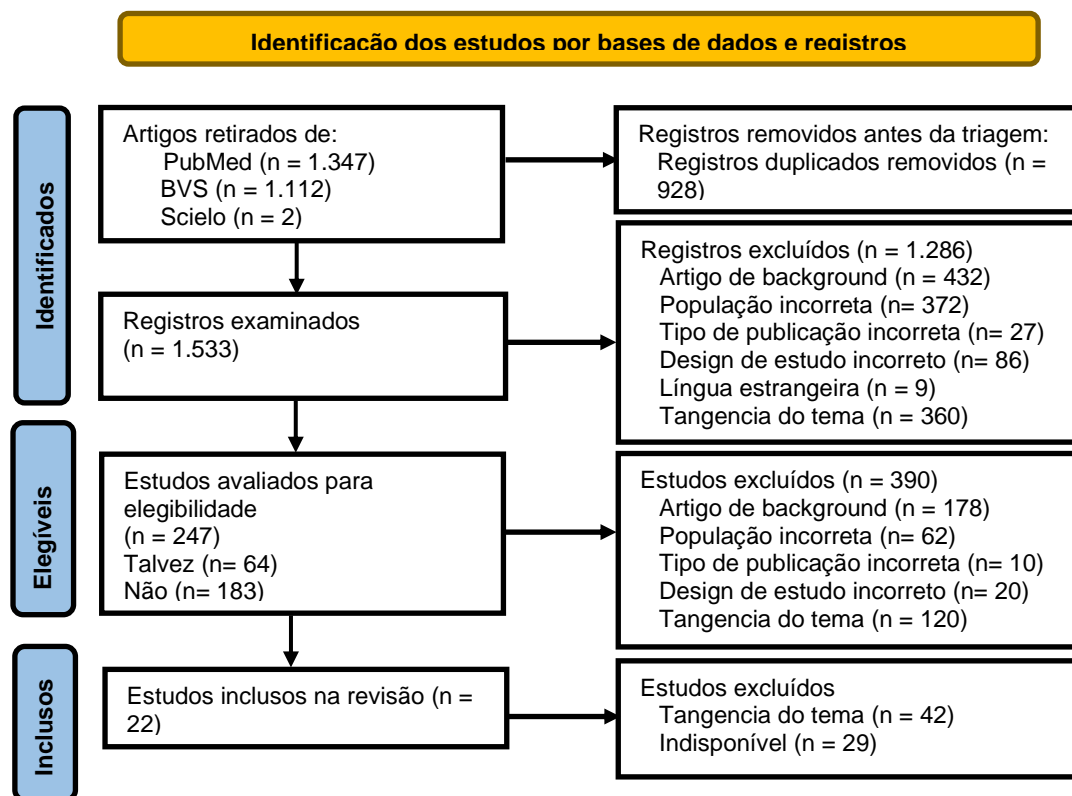 Identificação dos estudos por bases de dados e registros
Identificados
Artigos retirados de:
PubMed (n = 1.347)
BVS (n = 1.112)
Scielo (n = 2)
Registros removidos antes da triagem:
Registros duplicados removidos (n =
928)
Registros examinados
(n = 1.533)
Registros excluídos (n = 1.286)
Artigo de background (n = 432)
População incorreta (n= 372)
Tipo de publicação incorreta (n= 27)
Design de estudo incorreto (n= 86)
Língua estrangeira (n = 9)
Tangencia do tema (n = 360)
Elegíveis
Estudos avaliados para
elegibilidade
(n = 247)
Talvez (n= 64)
Não (n= 183)
Estudos excluídos (n = 390)
Artigo de background (n = 178)
População incorreta (n= 62)
Tipo de publicação incorreta (n= 10)
Design de estudo incorreto (n= 20)
Tangencia do tema (n = 120)
Inclusos
Estudos inclusos na revisão (n =
22)
Estudos excluídos
Tangencia do tema (n = 42)
Indisponível (n = 29)